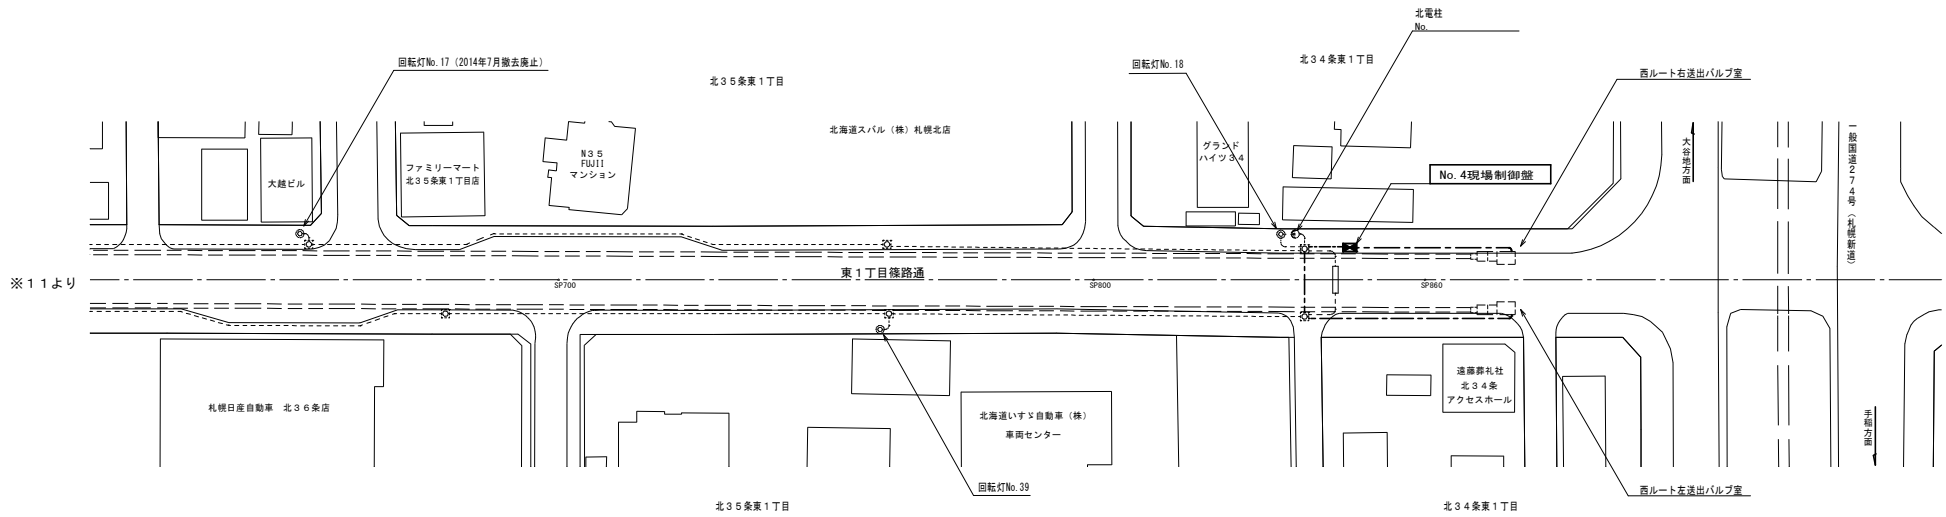 北電柱
No.
回転灯No.17 (2014年7月撤去廃止)
北３５条東１丁目
回転灯No.18
北３４条東１丁目
西ルート右送出バルブ室
北海道スバル（株）札幌北店
大越ビル
ファミリーマート
北３５条東１丁目店
N３５
FUJII
マンション
グランド
ハイツ３４
No.4現場制御盤
大谷地方面
一般国道２７４号（札幌新道）
※１１より
東１丁目篠路通
SP700
SP800
SP860
札幌日産自動車　北３６条店
北海道いすゞ自動車（株）
車両センター
遠藤葬礼社
北３４条
アクセスホール
手稲方面
回転灯No.39
西ルート左送出バルブ室
北３５条東１丁目
北３４条東１丁目